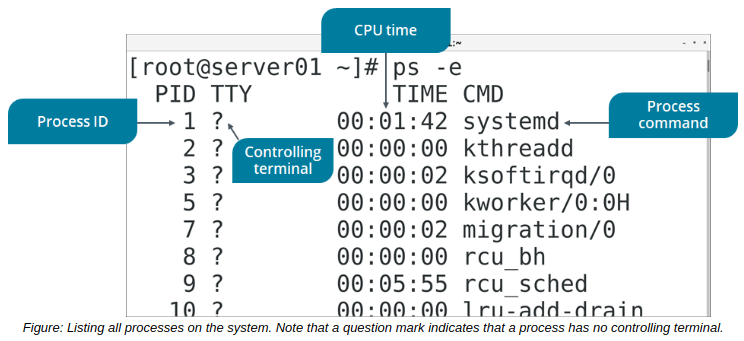 CPU time
:~
[root@server01 ~]# ps -e
PID TTY TIME CMD
1 ? 00:01:42 systemd
2 ? 00:00:00 kthreadd
3 ? 00:00:02 ksoftirqd/0
5 ? 00:00:00 kworker/0:0H
7 ? 00:00:02 migration/0
8 ? 00:00:00 rcu_bh
9 ? 00:05:55 rcu_sched
10 ? 00:00:00 lru-add-drain
Process ID
Controlling
terminal
Process
command
Figure: Listing all processes on the system. Note that a question mark indicates that a process has no controlling terminal.